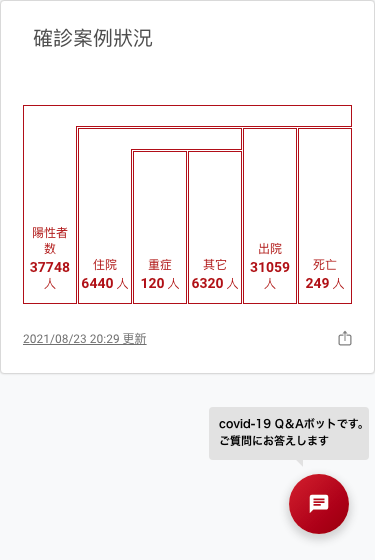 確診案例狀況
陽性者
数
37748
人
住院
6440 人
重症
120 人
其它
6320 人
出院
31059
人
死亡
249 人
2021/08/23 20:29 更新
covid-19 Q＆Aボットです。
ご質問にお答えします